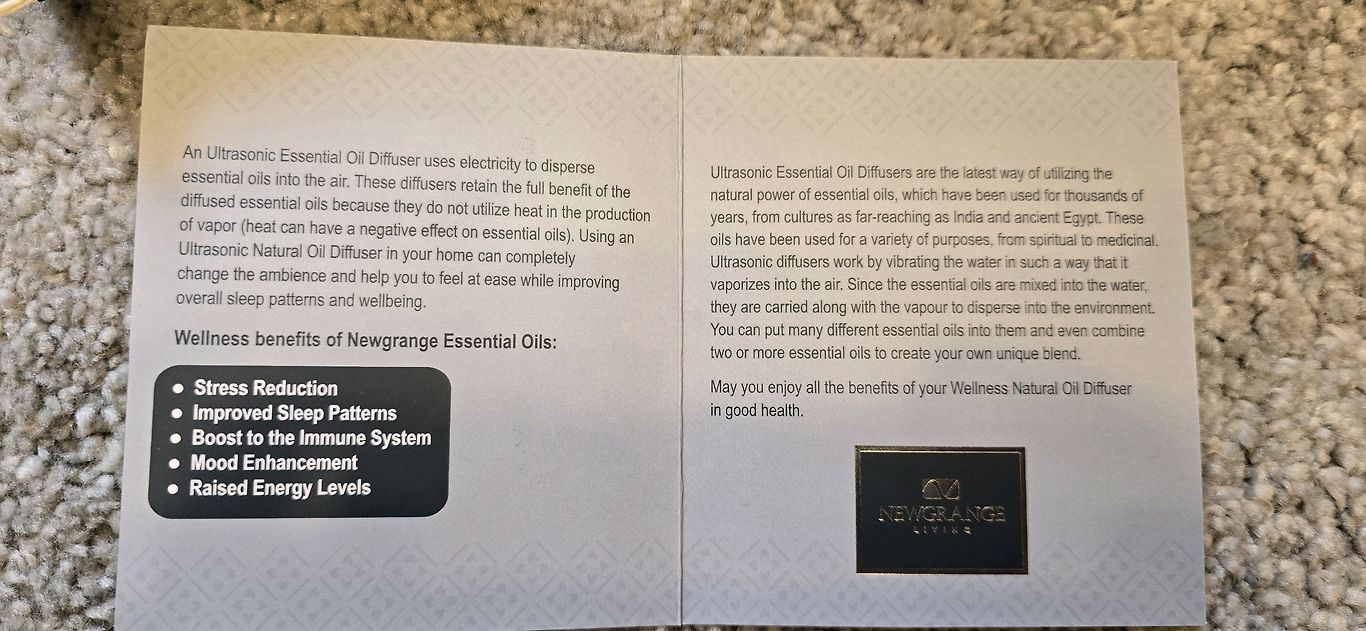 An Ultrasonic Essential Oil Diffuser uses electricity to disperse
essential oils into the air. These diffusers retain the full benefit of the
diffused essential oils because they do not utilize heat in the production
of vapor (heat can have a negative effect on essential oils). Using an
Ultrasonic Natural Oil Diffuser in your home can completely
change the ambience and help you to feel at ease while improving
overall sleep patterns and wellbeing.
Wellness benefits of Newgrange Essential Oils:
● Stress Reduction
● Improved Sleep Patterns
● Boost to the Immune System
● Mood Enhancement
● Raised Energy Levels
Ultrasonic Essential Oil Diffusers are the latest way of utilizing the
natural power of essential oils, which have been used for thousands of
years, from cultures as far-reaching as India and ancient Egypt. These
oils have been used for a variety of purposes, from spiritual to medicinal.
Ultrasonic diffusers work by vibrating the water in such a way that it
vaporizes into the air. Since the essential oils are mixed into the water,
they are carried along with the vapour to disperse into the environment.
You can put many different essential oils into them and even combine
two or more essential oils to create your own unique blend.
May you enjoy all the benefits of your Wellness Natural Oil Diffuser
in good health.
NEWGRANGE
LIVING